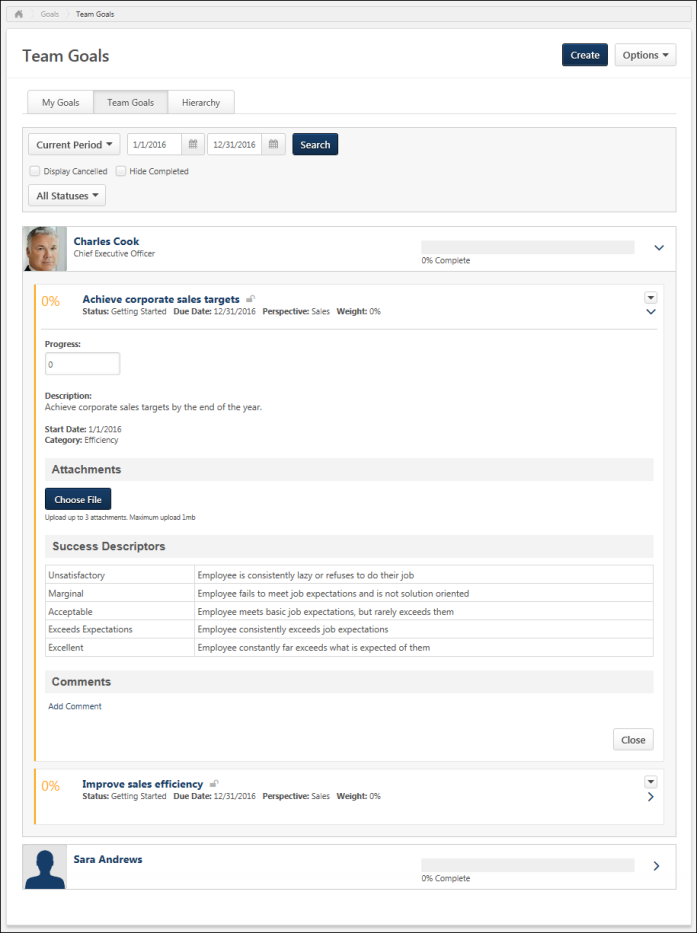 Goals Team Goals
Team Goals
Create Options
My Goals Team Goals Hierarchy
Current Period 1/1/2016 12/31/2016 Search
Display Cancelled Hide Completed
All Statuses
Charles Cook
Chief Executive Officer
0% Complete
0% Achieve corporate sales targets
Status: Getting Started Due Date: 12/31/2016 Perspective: Sales Weight: 0%
Progress:
0
Description:
Achieve corporate sales targets by the end of the year.
Start Date: 1/1/2016
Category: Efficiency
Attachments
Choose File
Upload up to 3 attachments. Maximum upload 1mb
Success Descriptors
Unsatisfactory Employee is consistently lazy or refuses to do their job
Marginal Employee fails to meet job expectations and is not solution oriented
Acceptable Employee meets basic job expectations, but rarely exceeds them
Exceeds Expectations Employee consistently exceeds job expectations
Excellent Employee constantly far exceeds what is expected of them
Comments
Add Comment
Close
0% Improve sales efficiency
Status: Getting Started Due Date: 12/31/2016 Perspective: Sales Weight: 0%
Sara Andrews
0% Complete